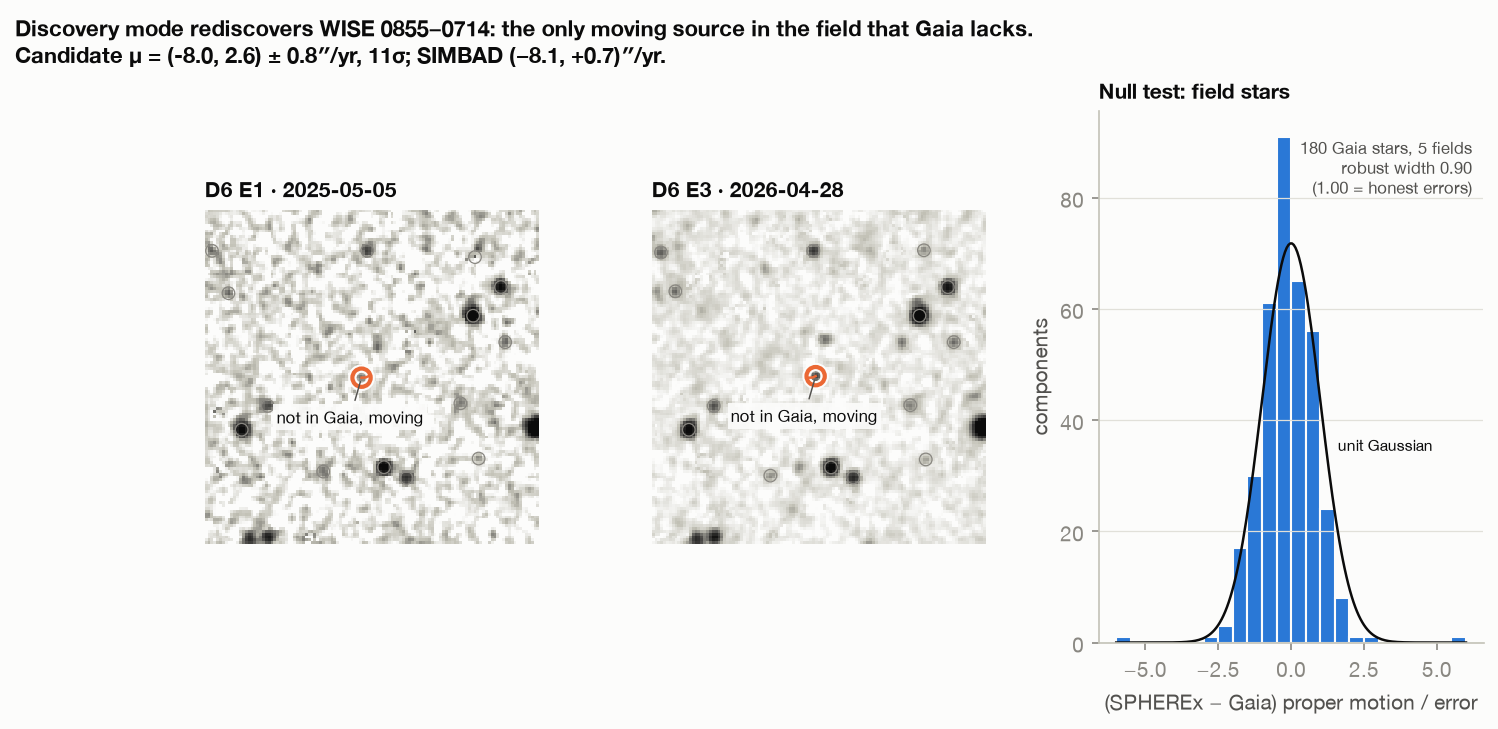 Discovery mode rediscovers WISE 0855–0714: the only moving source in the field that Gaia lacks.
Candidate μ = (-8.0, 2.6) ± 0.8″/yr, 11σ; SIMBAD (−8.1, +0.7)″/yr.
D6 E1 · 2025-05-05
not in Gaia, moving
D6 E3 · 2026-04-28
not in Gaia, moving
Null test: field stars
180 Gaia stars, 5 fields
robust width 0.90
(1.00 = honest errors)
unit Gaussian
components
80
60
40
20
0
−5.0
−2.5
0.0
2.5
5.0
(SPHEREx − Gaia) proper motion / error